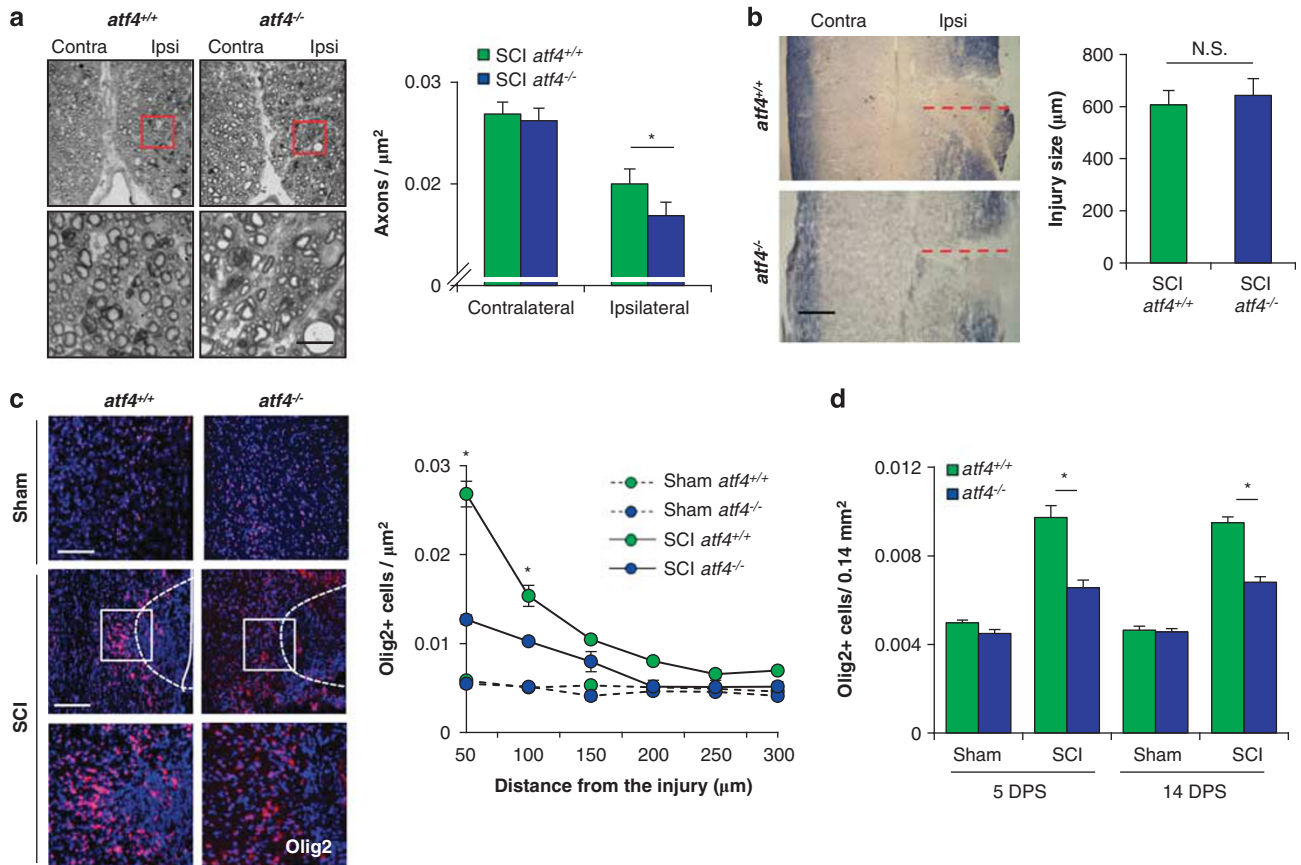 a
atf4+/+ atf4-/-
Contra Ipsi Contra Ipsi
SCI atf4+/+
SCI atf4-/-
Axons / μm²
0.03
0.02
0
*
Contralateral Ipsilateral
b
Contra Ipsi
atf4+/+
atf4-/-
Injury size (μm)
800
600
400
200
0
N.S.
SCI atf4+/+
SCI atf4-/-
c
atf4+/+ atf4-/-
Sham
SCI
Olig2
Olig2+ cells / μm²
0.03
0.02
0.01
0
*
*
Sham atf4+/+
Sham atf4-/-
SCI atf4+/+
SCI atf4-/-
50 100 150 200 250 300
Distance from the injury (μm)
d
atf4+/+
atf4-/-
Olig2+ cells/ 0.14 mm²
0.012
0.008
0.004
0
*
*
Sham SCI Sham SCI
5 DPS 14 DPS